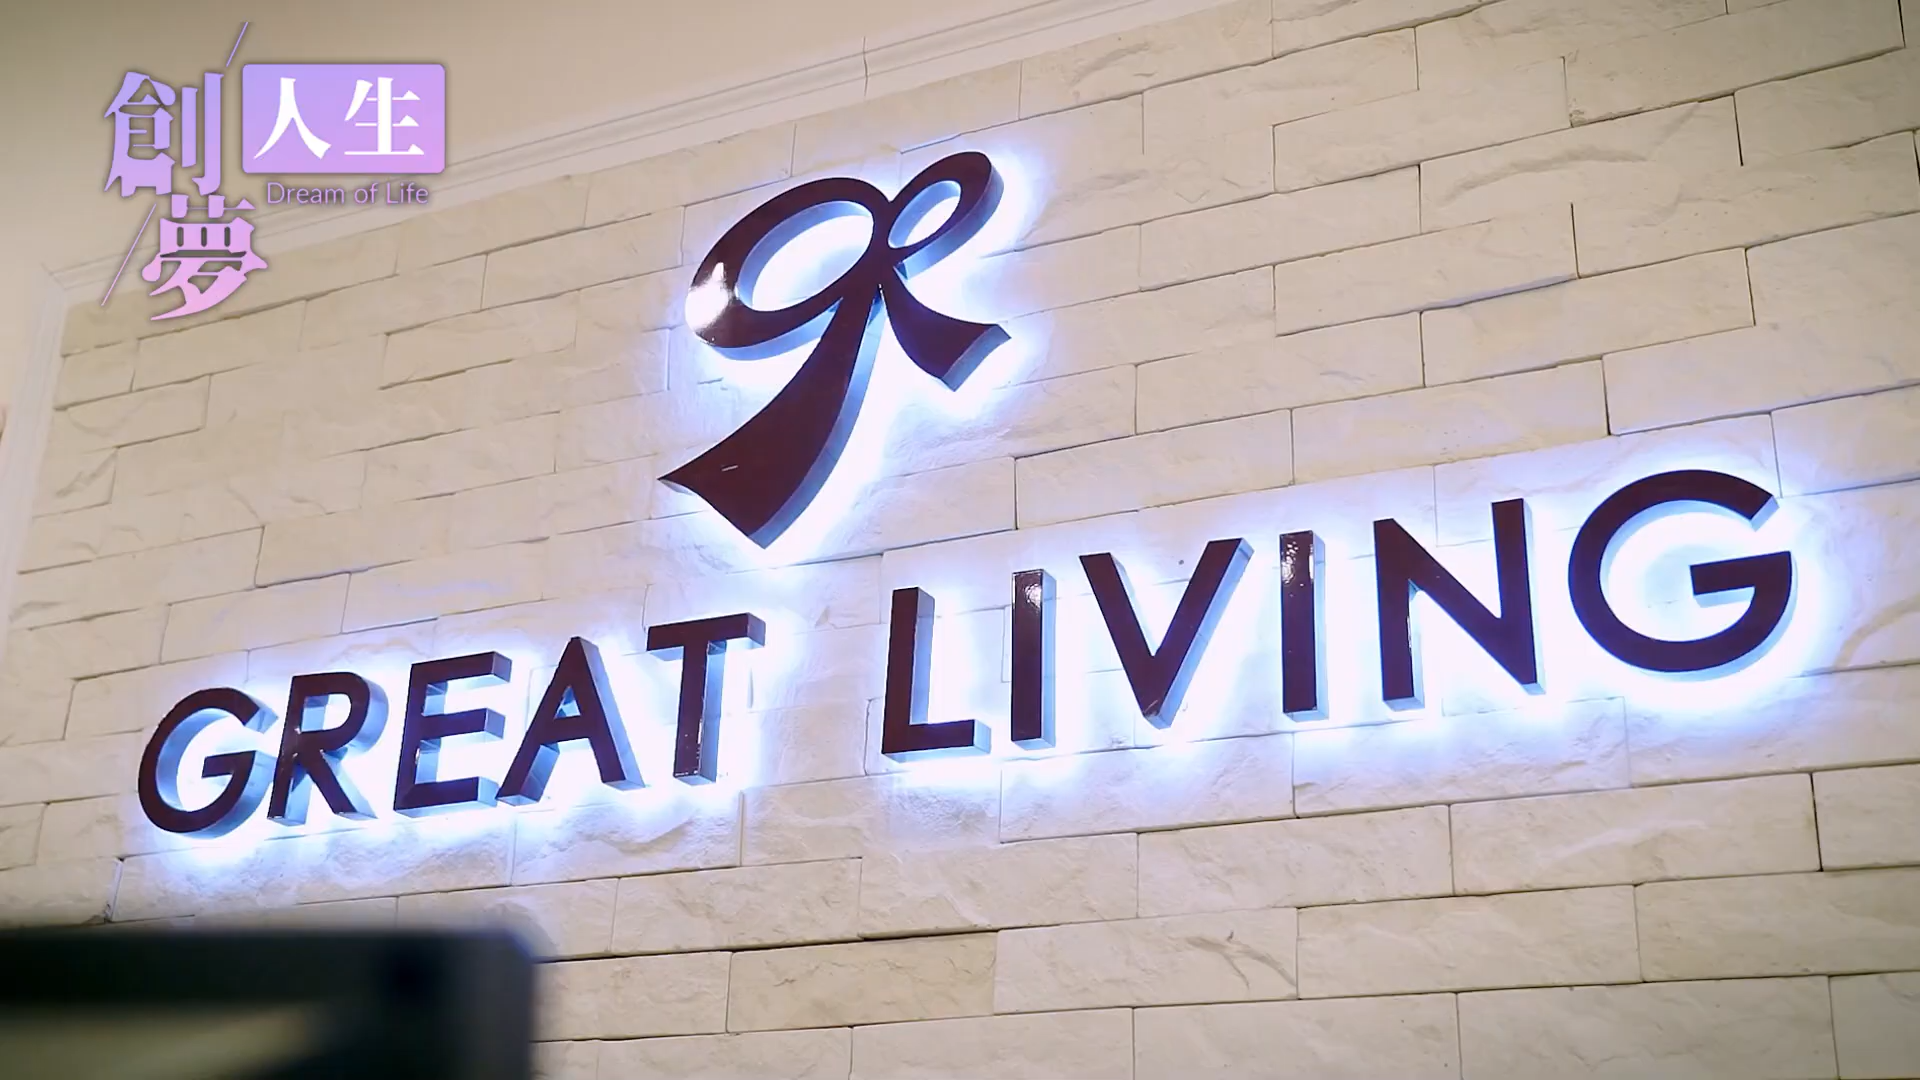 創人生
Dream of Life
夢
GREAT LIVING